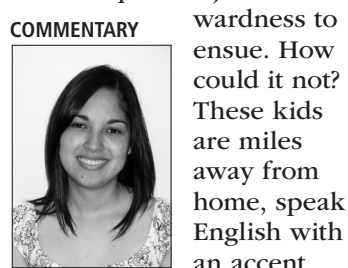 COMMENTARY
wardness to
ensue. How
could it not?
These kids
are miles
away from
home, speak
English with
an accent